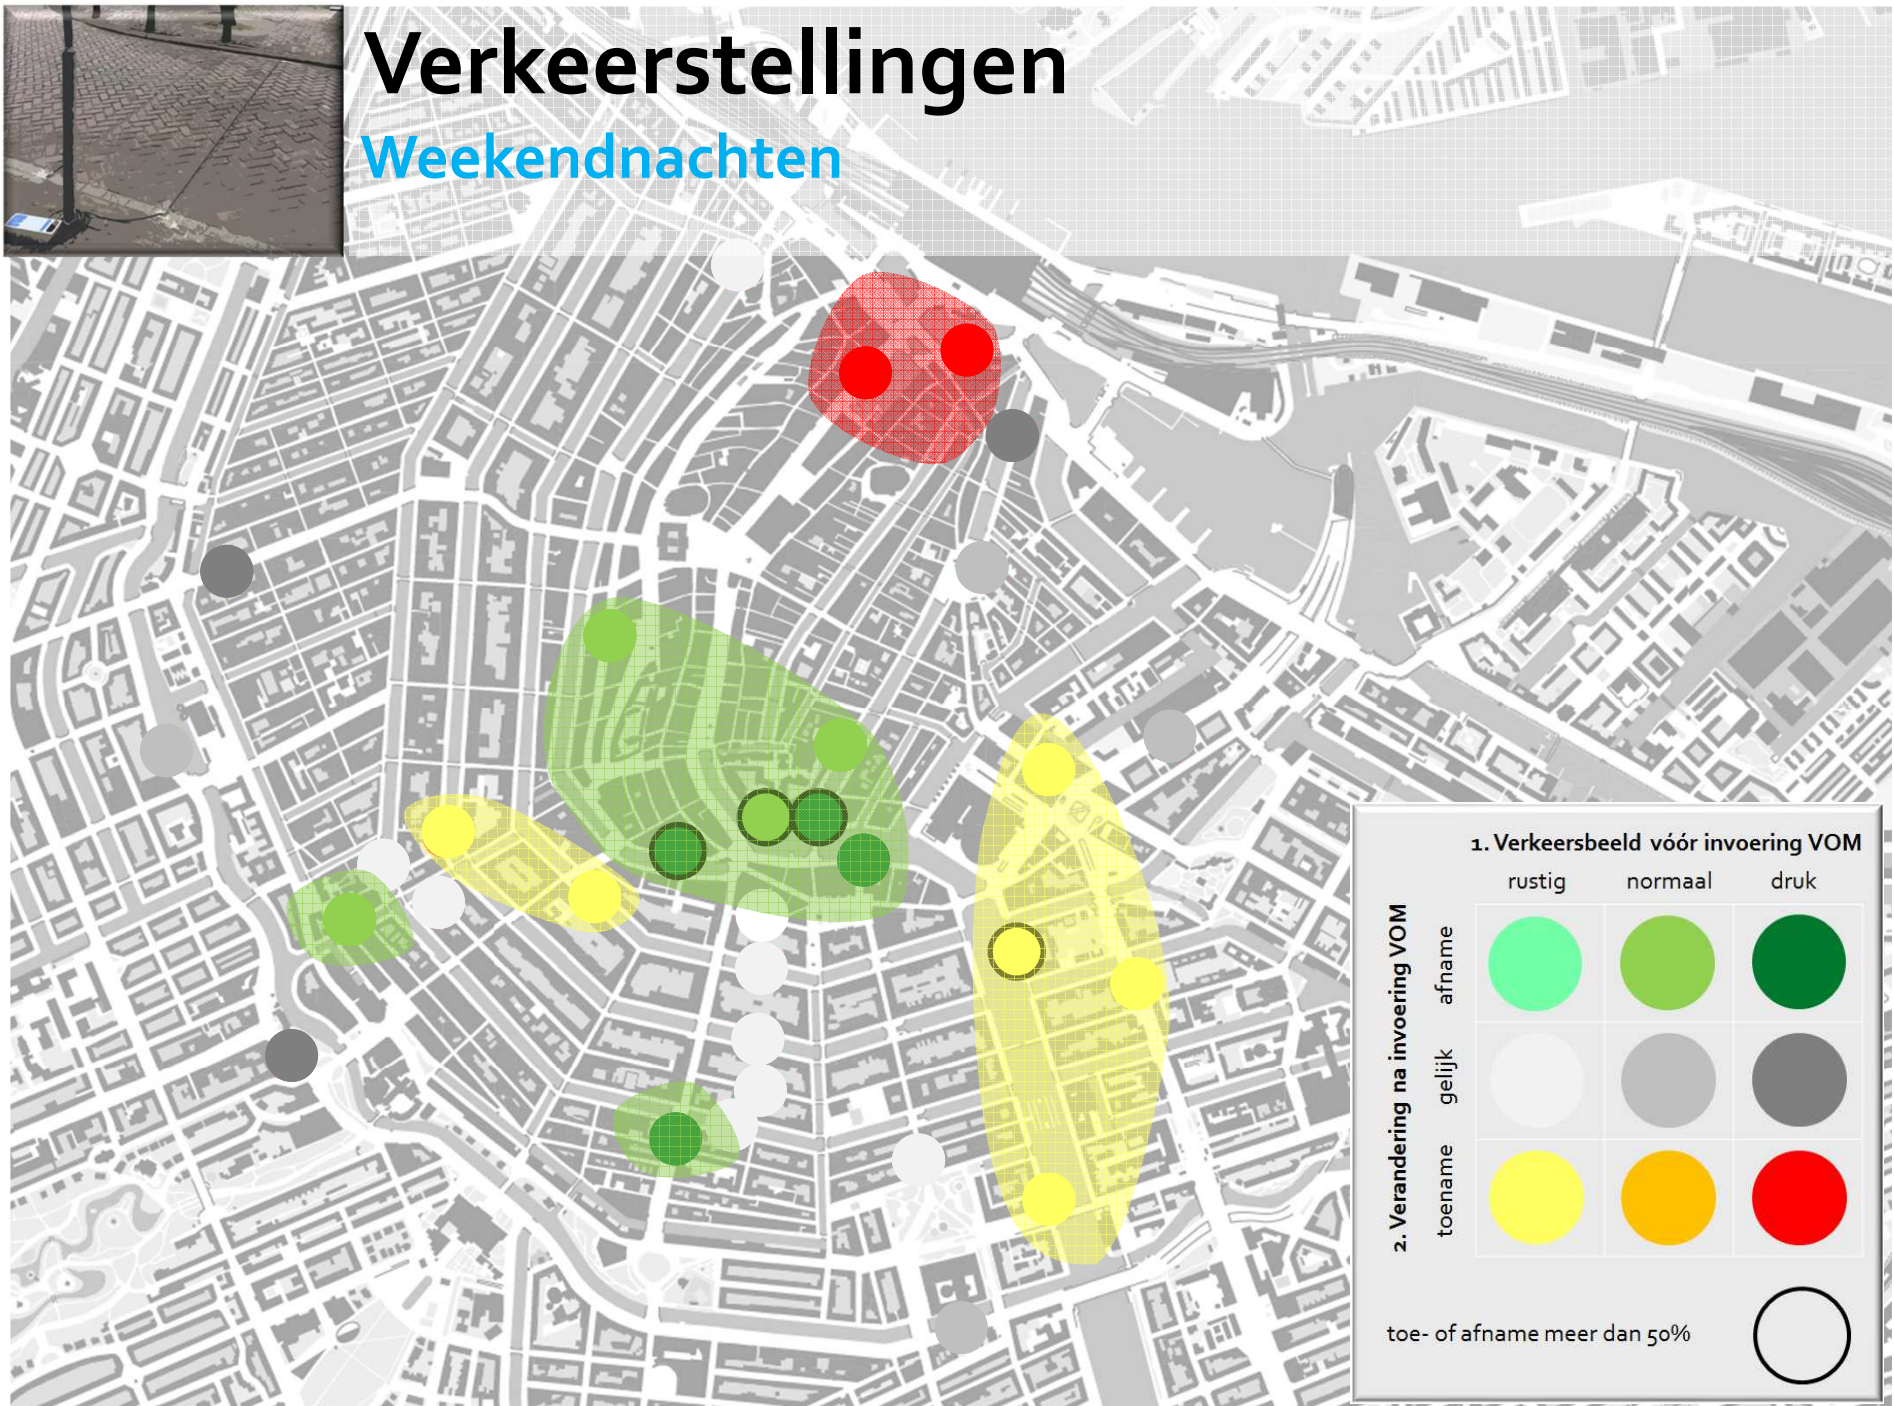 Verkeerstellingen
Weekendnachten
1. Verkeersbeeld vóór invoering VOM
rustig normaal druk
2. Verandering na invoering VOM
afname
gelijk
toename
toe- of afname meer dan 50%